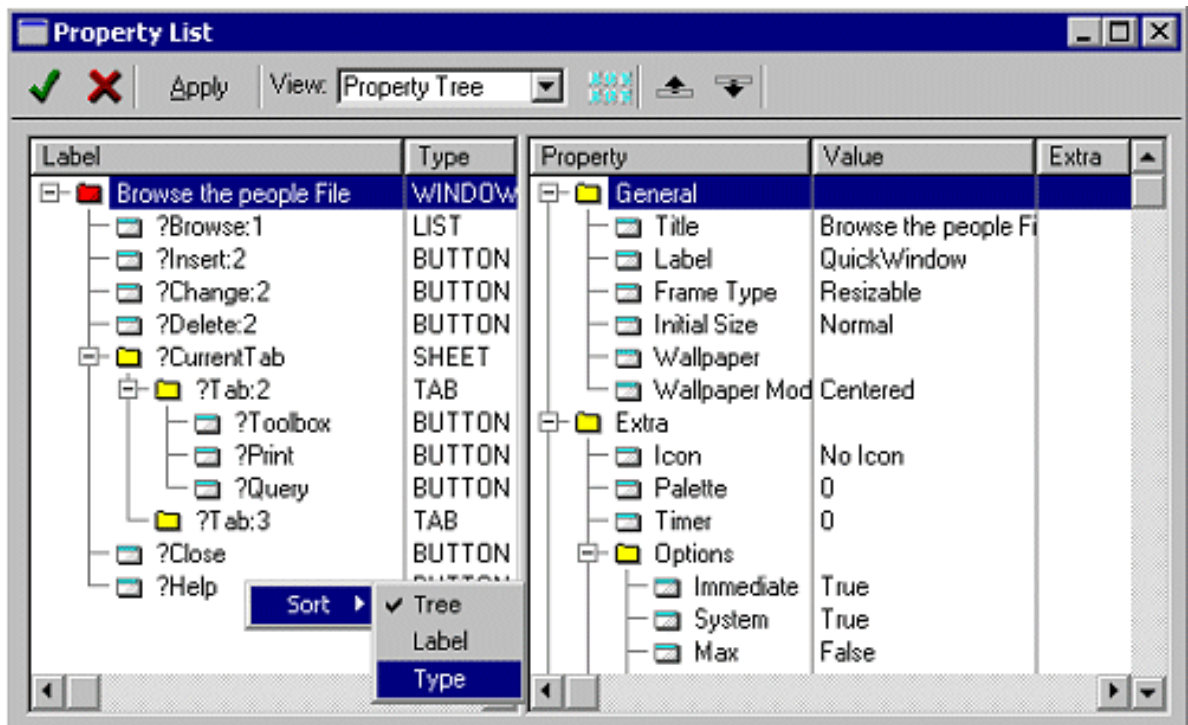 Property List
Apply View: Property Tree
Label Type
Browse the people File WINDOW
?Browse:1 LIST
?Insert:2 BUTTON
?Change:2 BUTTON
?Delete:2 BUTTON
?CurrentTab SHEET
?Tab:2 TAB
?Toolbox BUTTON
?Print BUTTON
?Query BUTTON
?Tab:3 TAB
?Close BUTTON
?Help BUTTON
Sort
Tree
Label
Type
Property Value Extra
General
Title Browse the people Fi
Label QuickWindow
Frame Type Resizable
Initial Size Normal
Wallpaper
Wallpaper Mod Centered
Extra
Icon No Icon
Palette 0
Timer 0
Options
Immediate True
System True
Max False